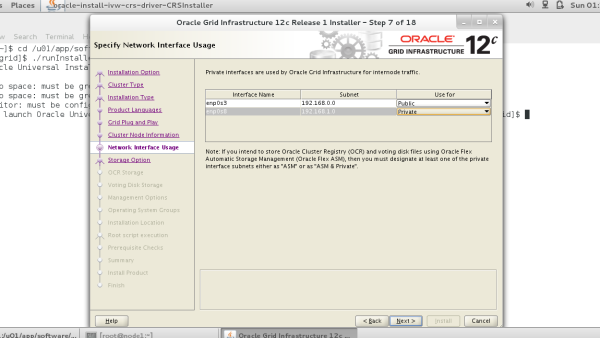 s Places oracle-install-ivw-crs-driver-CRSInstaller Sun 01:
w Search Terminal H
~]$ cd /u01/app/sof
grid]$ ./runInstall
cle Universal Insta
p space: must be gr
p space: must be gr
itor: must be confi
launch Oracle Unive
id]$
Oracle Grid Infrastructure 12c Release 1 Installer - Step 7 of 18
Specify Network Interface Usage
ORACLE
GRID INFRASTRUCTURE 12c
Installation Option
Cluster Type
Installation Type
Product Languages
Grid Plug and Play
Cluster Node Information
Network Interface Usage
Storage Option
OCR Storage
Voting Disk Storage
Management Options
Operating System Groups
Installation Location
Root script execution
Prerequisite Checks
Summary
Install Product
Finish
Private interfaces are used by Oracle Grid Infrastructure for internode traffic.
Interface Name Subnet Use for
enp0s3 192.168.0.0 Public
192.168.1.0 Private
Note: If you intend to store Oracle Cluster Registry (OCR) and voting disk files using Oracle Flex
Automatic Storage Management (Oracle Flex ASM), then you must designate at least one of the private
interface subnets either as "ASM" or as "ASM & Private".
Help < Back Next > Install Cancel
:/u01/app/software/... [root@node1:~] Oracle Grid Infrastructure 12c ...